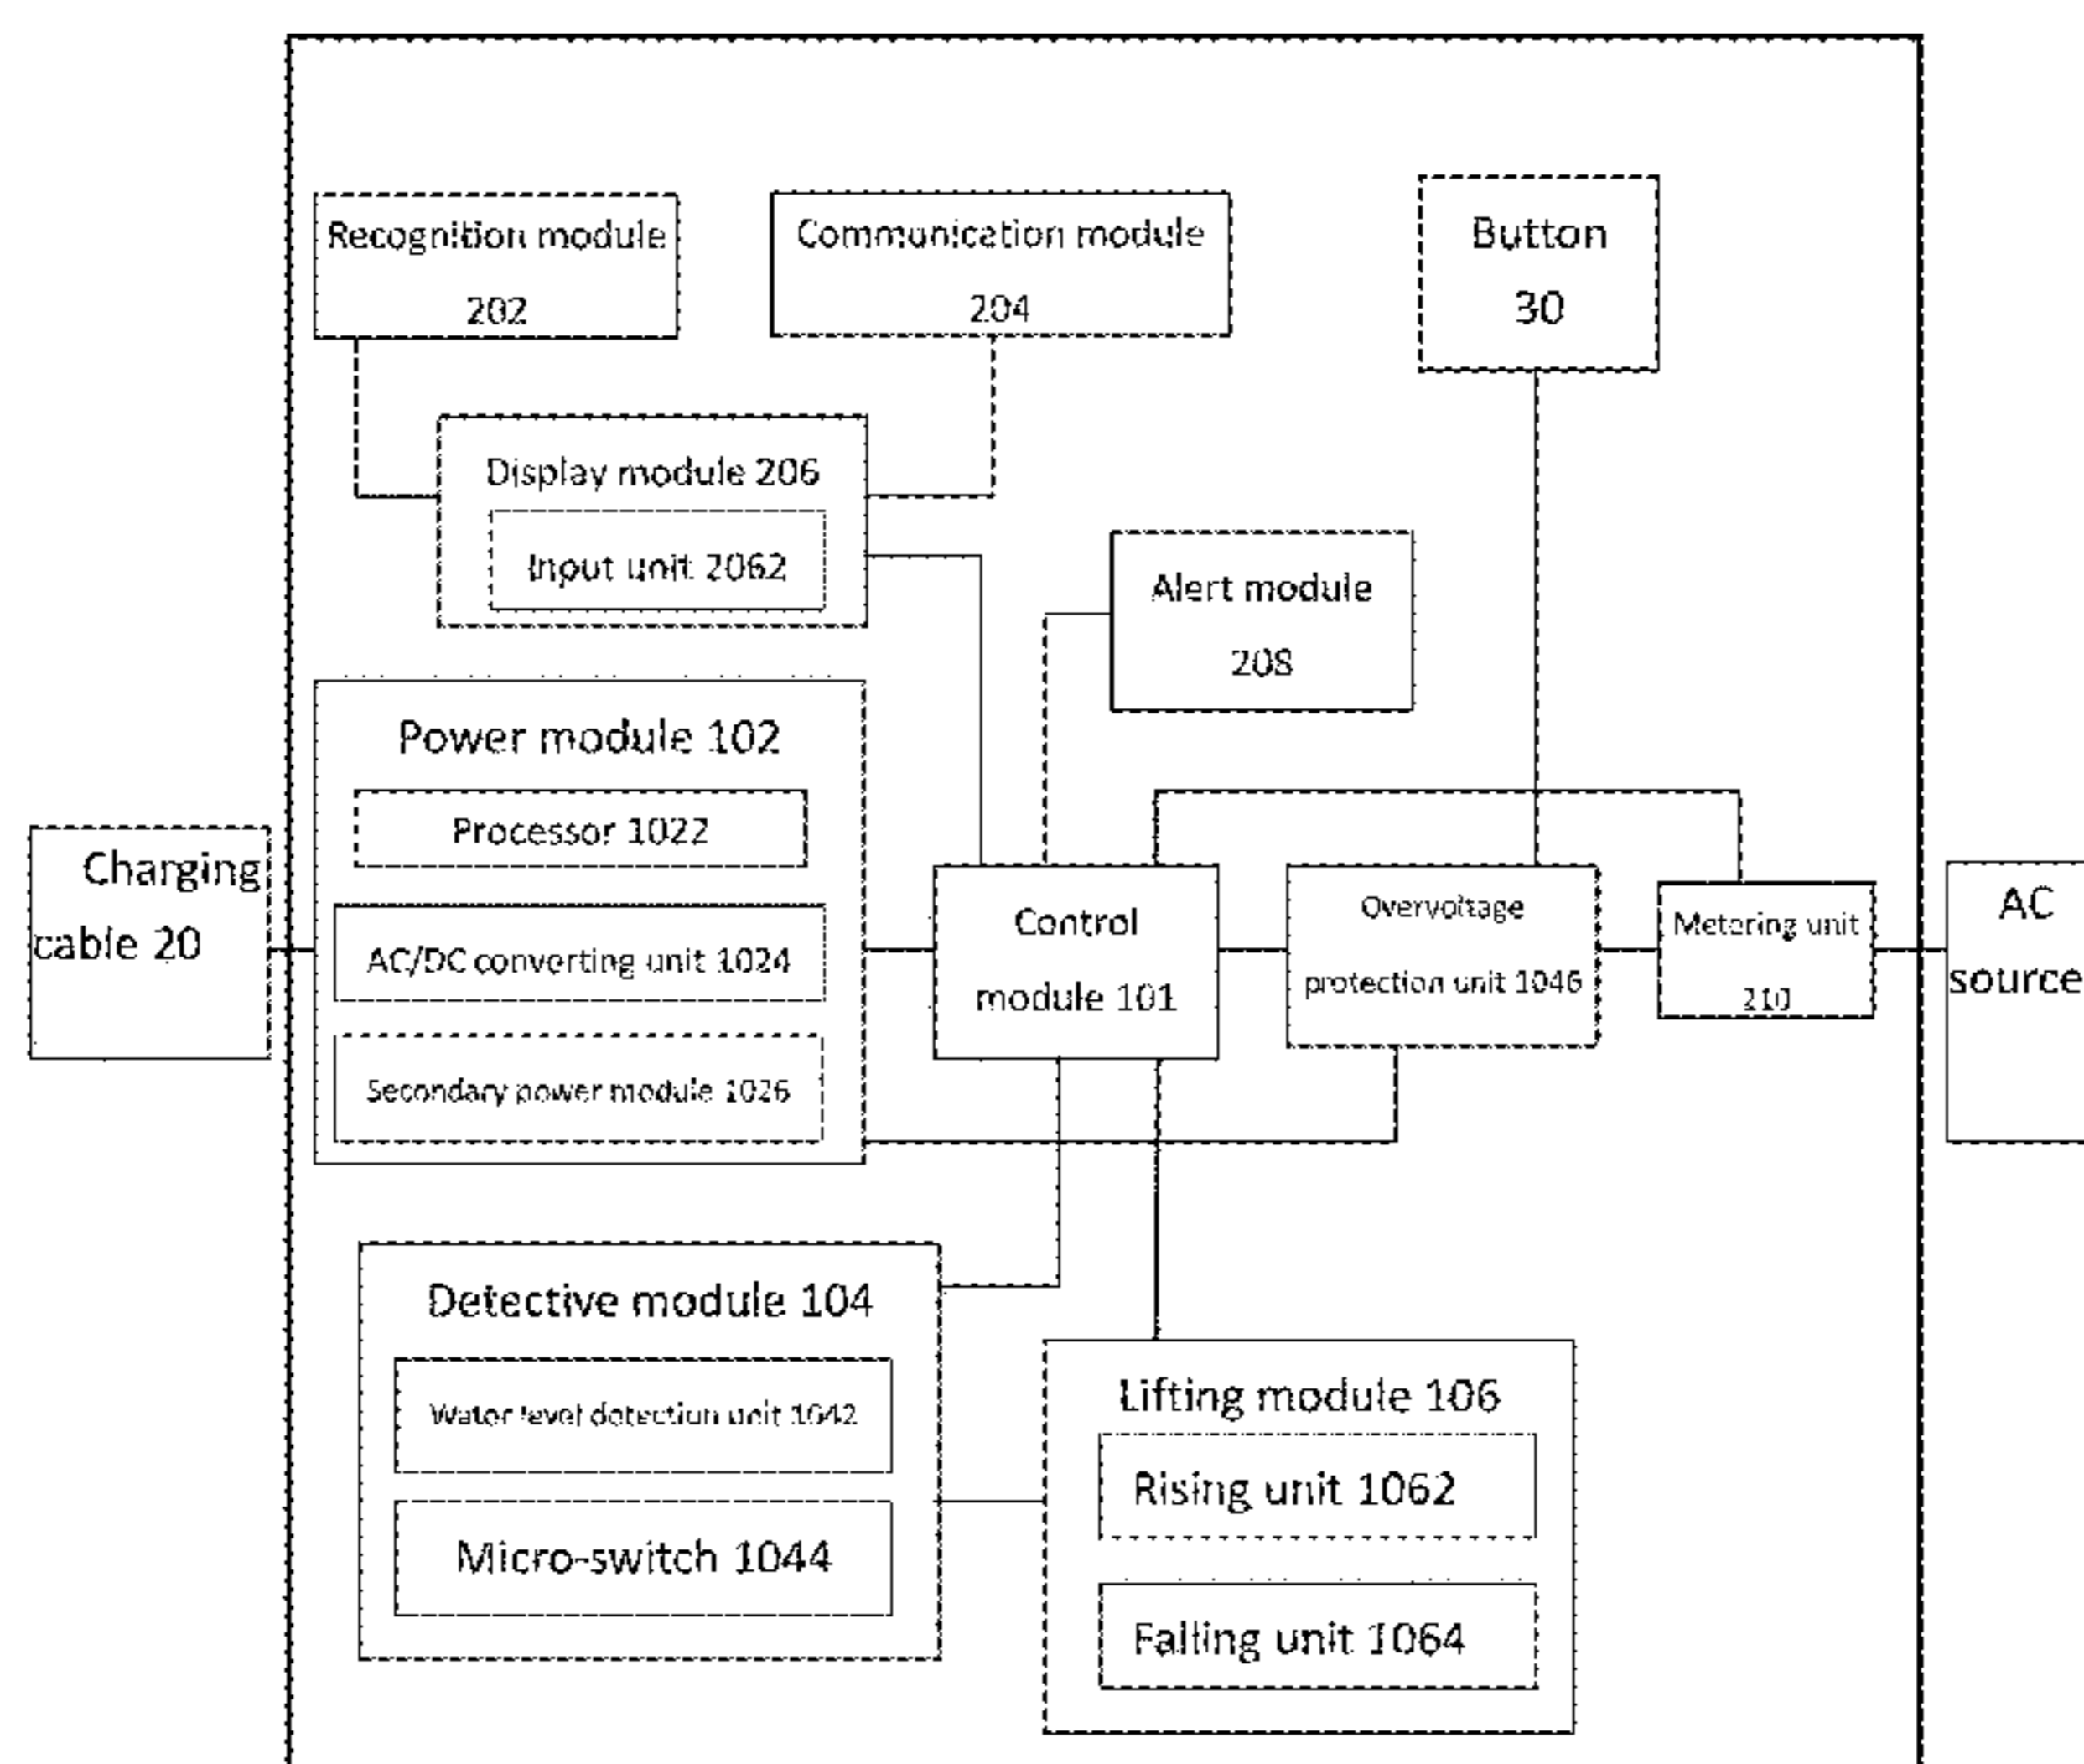 Recognition module
202
Communication module
204
Button
30
Display module 206
Input unit 2062
Alert module
208
Power module 102
Processor 1022
AC/DC converting unit 1024
Secondary power module 1026
Charging
cable 20
Control
module 101
Overvoltage
protection unit 1046
Metering unit
210
AC
source
Detective module 104
Water level detection unit 1042
Micro-switch 1044
Lifting module 106
Rising unit 1062
Falling unit 1064